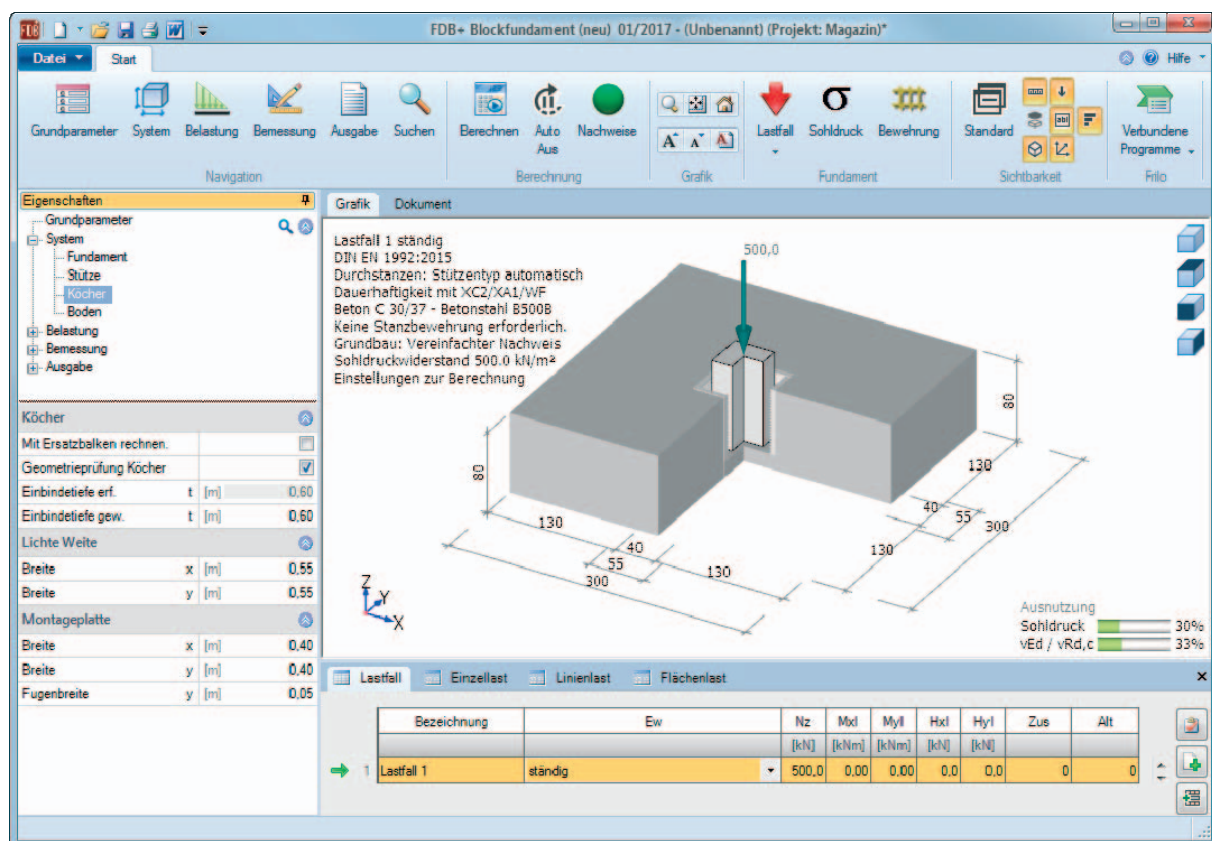 FDB
FDB+ Blockfundament (neu) 01/2017 - (Unbenannt) (Projekt: Magazin)*
Datei Start Hilfe
Grundparameter System Belastung Bemessung Ausgabe Suchen Berechnen Auto Aus Nachweise Lastfall Sohldruck Bewehrung Standard Verbundene Programme
Navigation Berechnung Grafik Fundament Sichtbarkeit Frilo
Eigenschaften
Grundparameter
System
Fundament
Stütze
Köcher
Boden
Belastung
Bemessung
Ausgabe
Köcher
Mit Ersatzbalken rechnen.
Geometrieprüfung Köcher
Einbindetiefe erf. t [m] 0,60
Einbindetiefe gew. t [m] 0,60
Lichte Weite
Breite x [m] 0,55
Breite y [m] 0,55
Montageplatte
Breite x [m] 0,40
Breite y [m] 0,40
Fugenbreite y [m] 0,05
Grafik Dokument
Lastfall 1 ständig
DIN EN 1992:2015
Durchstanzen: Stützentyp automatisch
Dauerhaftigkeit mit XC2/XA1/WF
Beton C 30/37 - Betonstahl B500B
Keine Stanzbewehrung erforderlich.
Grundbau: Vereinfachter Nachweis
Sohldruckwiderstand 500.0 kN/m²
Einstellungen zur Berechnung
500,0
80
130
40
55
300
130
80
130
40
55
300
130
Z
Y
X
Ausnutzung
Sohldruck 30%
vEd / vRd,c 33%
Lastfall Einzellast Linienlast Flächenlast
Bezeichnung Ew Nz Mxl Myll Hxl Hyl Zus Alt
[kN] [kNm] [kNm] [kN] [kN]
1 Lastfall 1 ständig 500,0 0,00 0,00 0,0 0,0 0 0